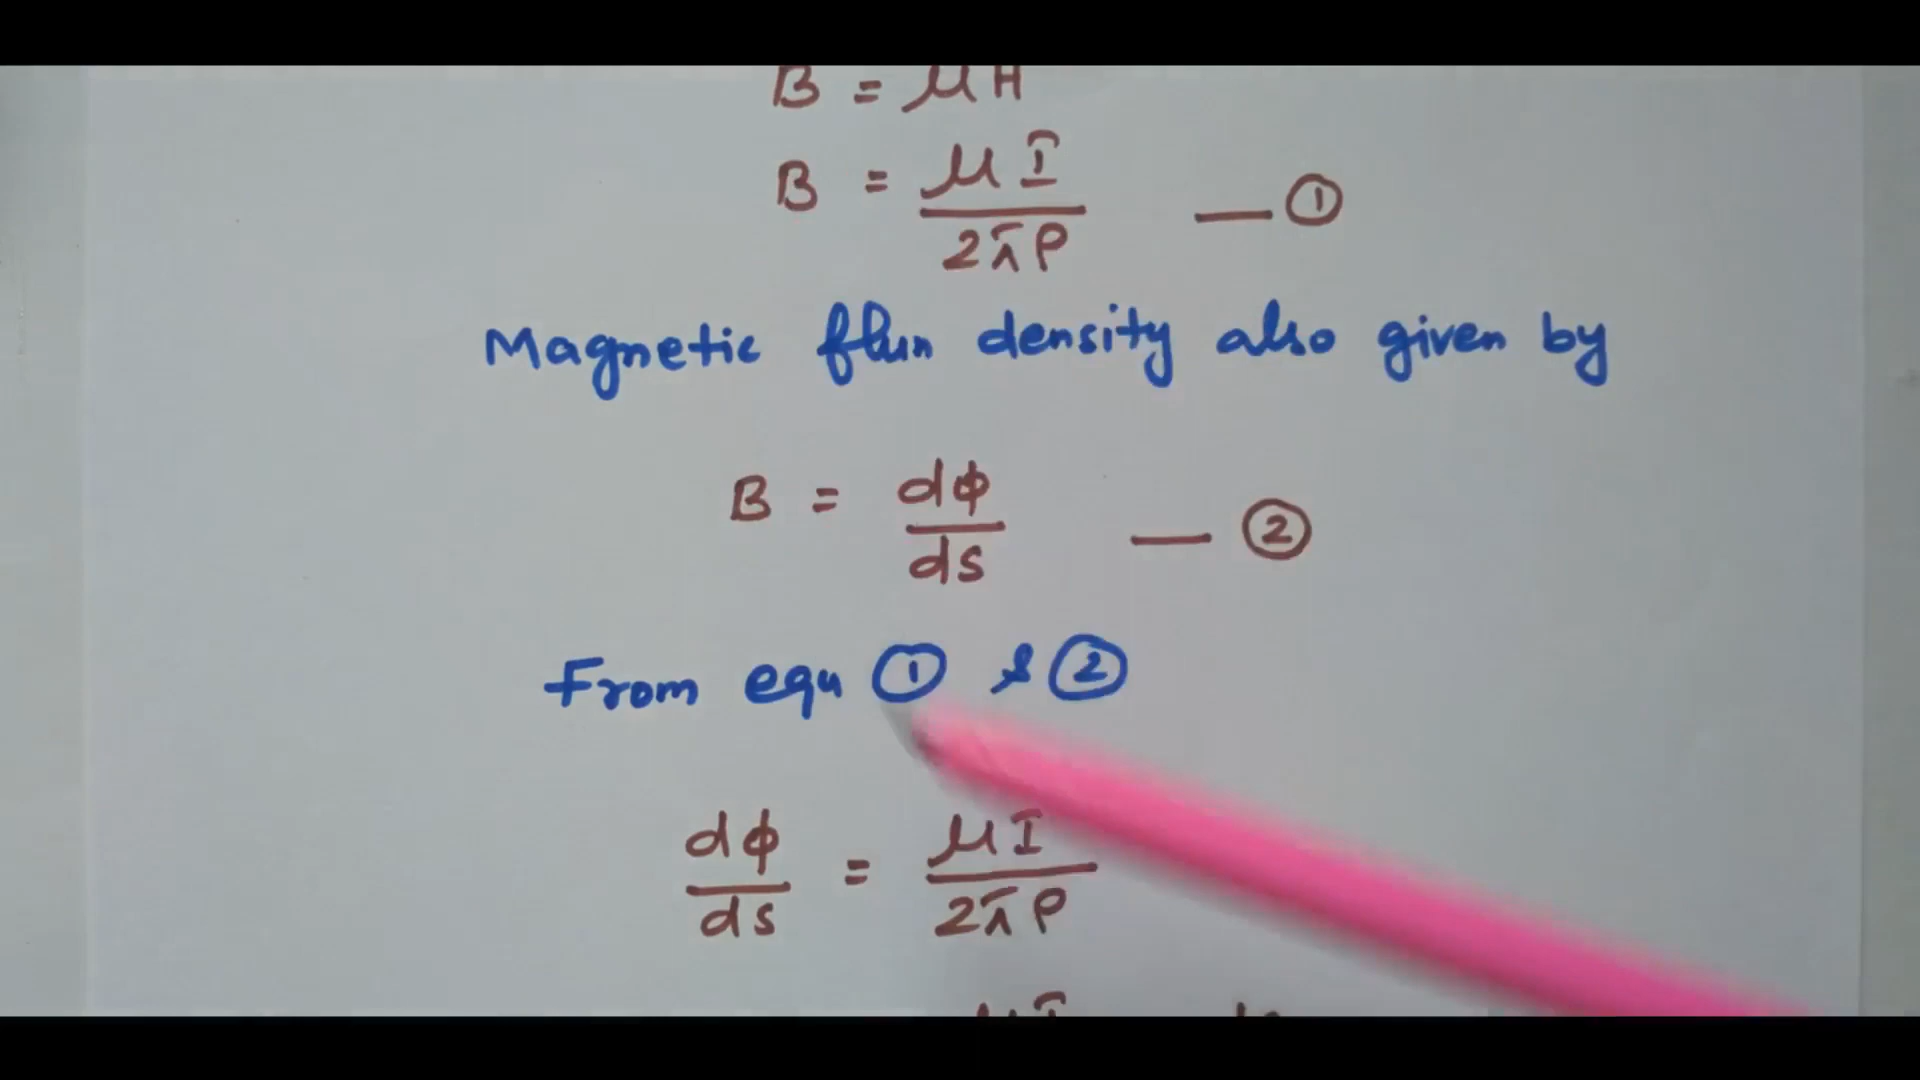 B = μH
B = μI / 2πρ — ①
Magnetic flux density also given by
B = dϕ / ds — ②
From equ ① & ②
dϕ / ds = μI / 2πρ